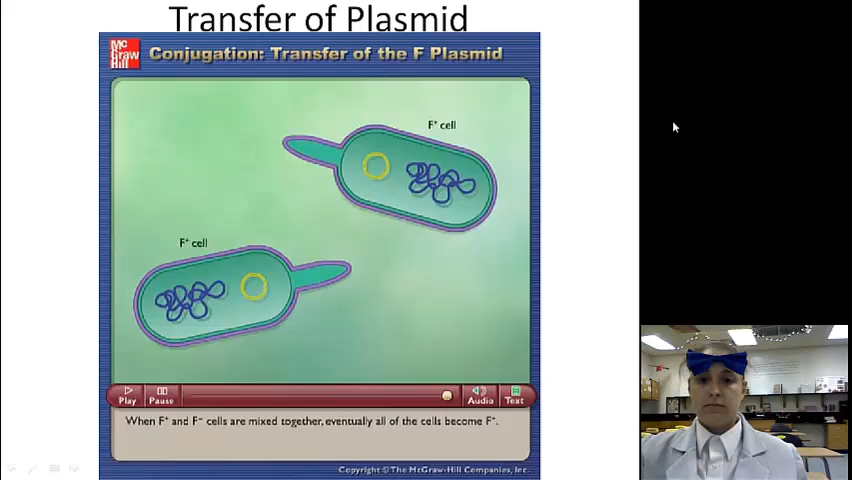 Transfer of Plasmid
Mc
Graw
Hill
Conjugation: Transfer of the F Plasmid
F⁺ cell
F⁺ cell
Play
Pause
Audio
Text
When F⁺ and F⁻ cells are mixed together, eventually all of the cells become F⁺.
Copyright © The McGraw-Hill Companies, Inc.